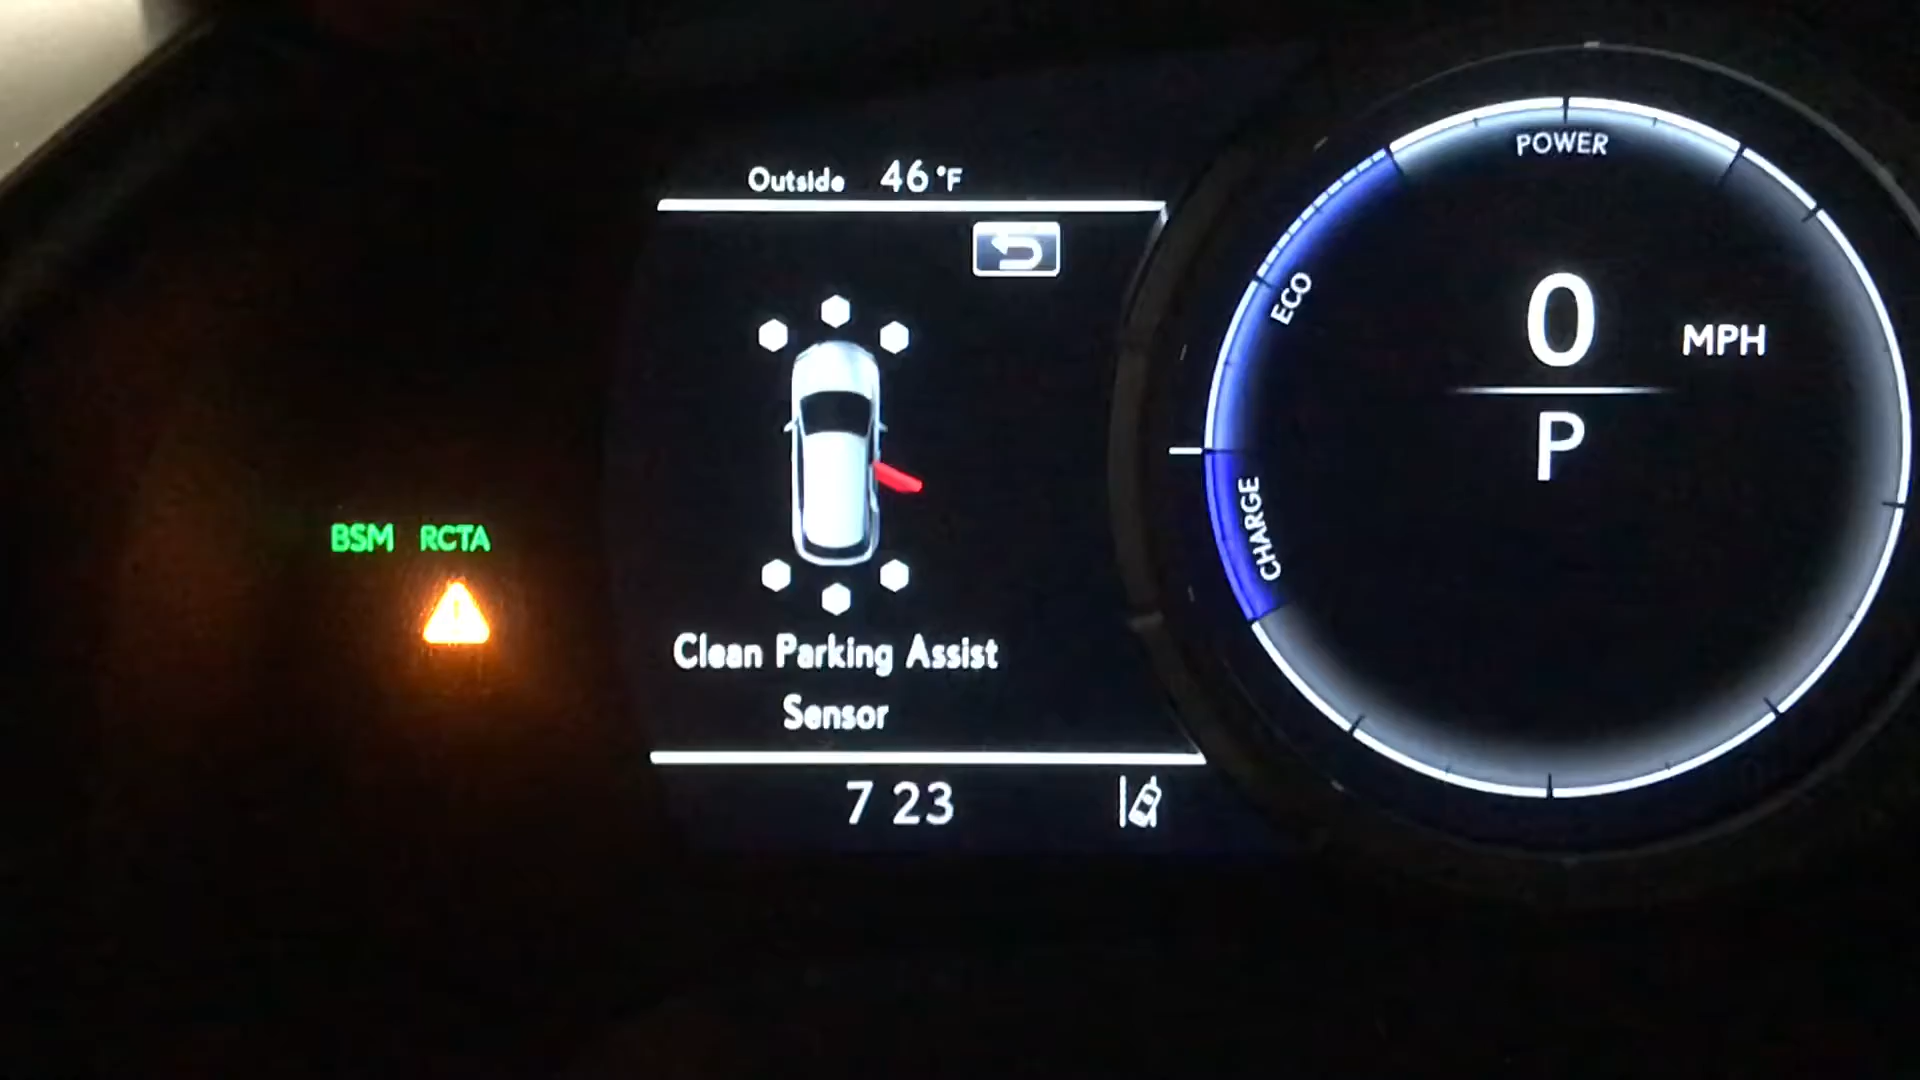 Outside 46°F
BSM RCTA
Clean Parking Assist
Sensor
7 23
POWER
ECO
CHARGE
0 MPH
P